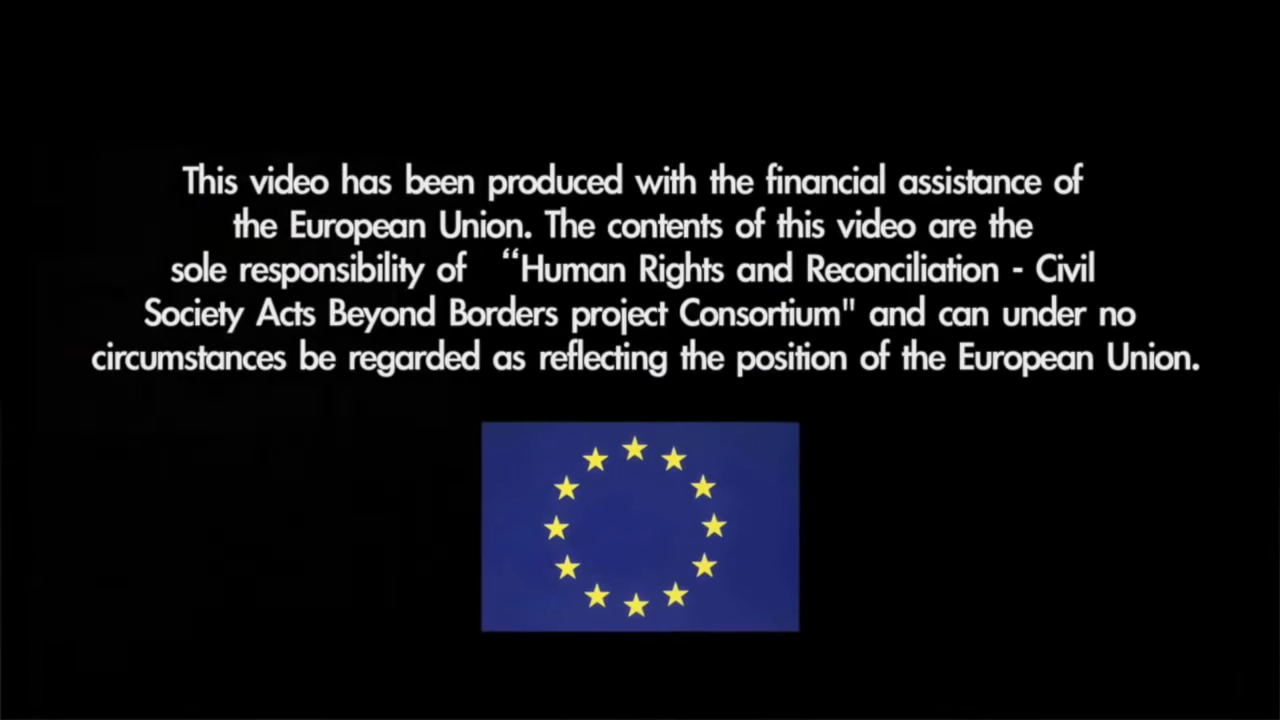 This video has been produced with the financial assistance of
the European Union. The contents of this video are the
sole responsibility of “Human Rights and Reconciliation - Civil
Society Acts Beyond Borders project Consortium" and can under no
circumstances be regarded as reflecting the position of the European Union.